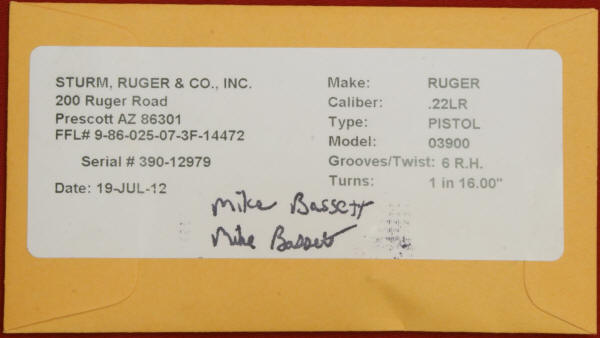 STURM, RUGER & CO., INC.
200 Ruger Road
Prescott AZ 86301
FFL# 9-86-025-07-3F-14472
Serial # 390-12979
Date: 19-JUL-12
Make: RUGER
Caliber: .22LR
Type: PISTOL
Model: 03900
Grooves/Twist: 6 R.H.
Turns: 1 in 16.00"
Mike Bassett
Mike Bassett